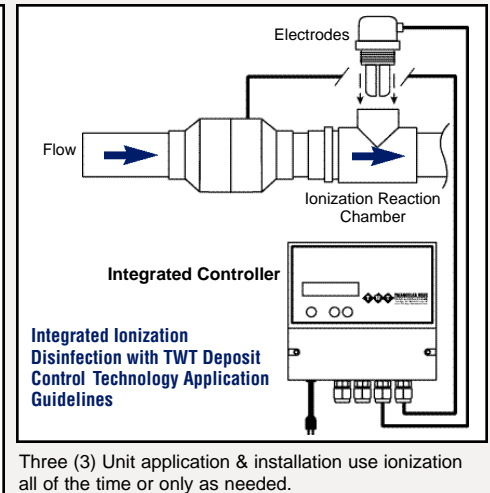 Electrodes
Flow
Ionization Reaction
Chamber
Integrated Controller
TWT
Integrated Ionization
Disinfection with TWT Deposit
Control Technology Application
Guidelines
Three (3) Unit application & installation use ionization
all of the time or only as needed.